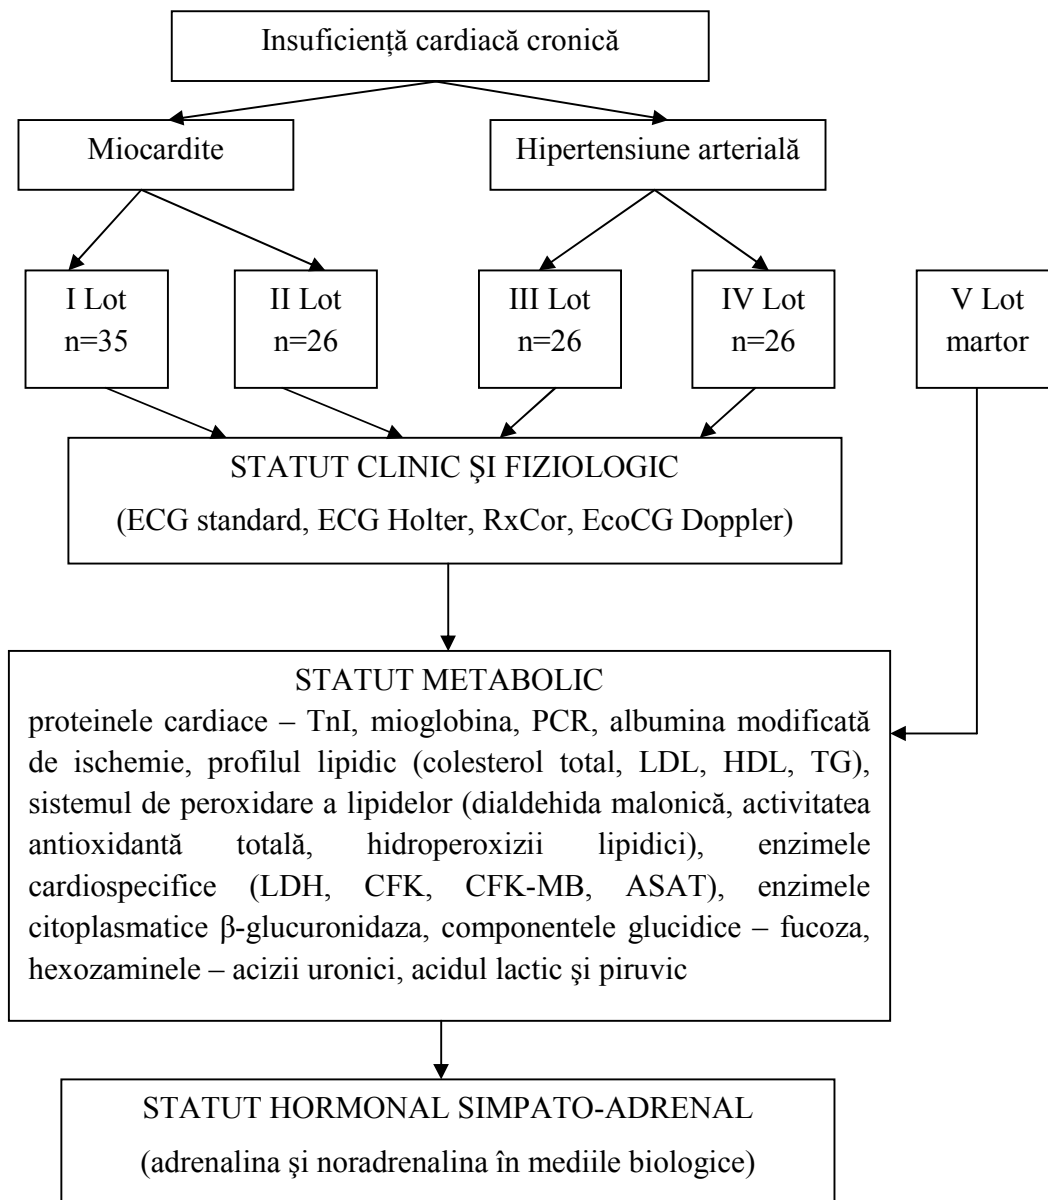 Insuficiență cardiacă cronică
Miocardite
Hipertensiune arterială
I Lot
n=35
II Lot
n=26
III Lot
n=26
IV Lot
n=26
V Lot
martor
STATUT CLINIC ŞI FIZIOLOGIC
(ECG standard, ECG Holter, RxCor, EcoCG Doppler)
STATUT METABOLIC
proteinele cardiace – TnI, mioglobina, PCR, albumina modificată
de ischemie, profilul lipidic (colesterol total, LDL, HDL, TG),
sistemul de peroxidare a lipidelor (dialdehida malonică, activitatea
antioxidantă totală, hidroperoxizii lipidici), enzimele
cardiospecifice (LDH, CFK, CFK-MB, ASAT), enzimele
citoplasmatice β-glucuronidaza, componentele glucidice – fucoza,
hexozaminele – acizii uronici, acidul lactic şi piruvic
STATUT HORMONAL SIMPATO-ADRENAL
(adrenalina şi noradrenalina în mediile biologice)